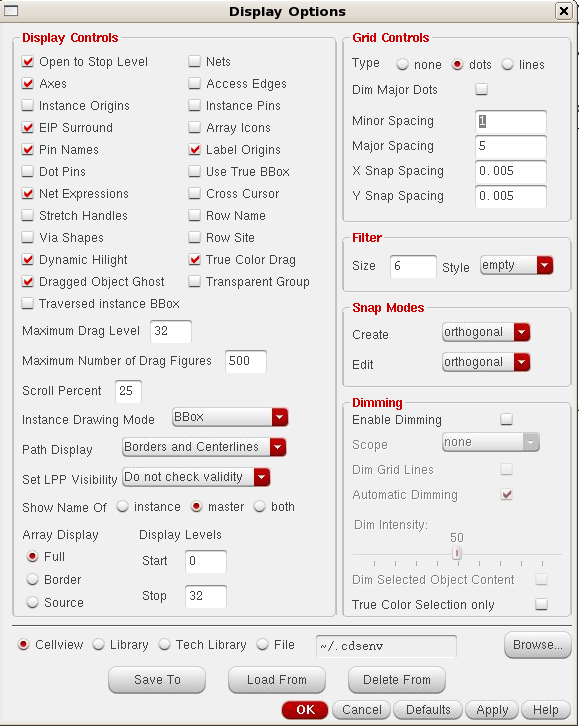 Display Options
Display Controls
Open to Stop Level Nets
Axes Access Edges
Instance Origins Instance Pins
EIP Surround Array Icons
Pin Names Label Origins
Dot Pins Use True BBox
Net Expressions Cross Cursor
Stretch Handles Row Name
Via Shapes Row Site
Dynamic Hilight True Color Drag
Dragged Object Ghost Transparent Group
Traversed instance BBox
Maximum Drag Level 32
Maximum Number of Drag Figures 500
Scroll Percent 25
Instance Drawing Mode BBox
Path Display Borders and Centerlines
Set LPP Visibility Do not check validity
Show Name Of instance master both
Array Display Display Levels
Full Start 0
Border
Source Stop 32
Grid Controls
Type none dots lines
Dim Major Dots
Minor Spacing 1
Major Spacing 5
X Snap Spacing 0.005
Y Snap Spacing 0.005
Filter
Size 6 Style empty
Snap Modes
Create orthogonal
Edit orthogonal
Dimming
Enable Dimming
Scope none
Dim Grid Lines
Automatic Dimming
Dim Intensity:
50
Dim Selected Object Content
True Color Selection only
Cellview Library Tech Library File ~/.cdsenv Browse...
Save To Load From Delete From
OK Cancel Defaults Apply Help